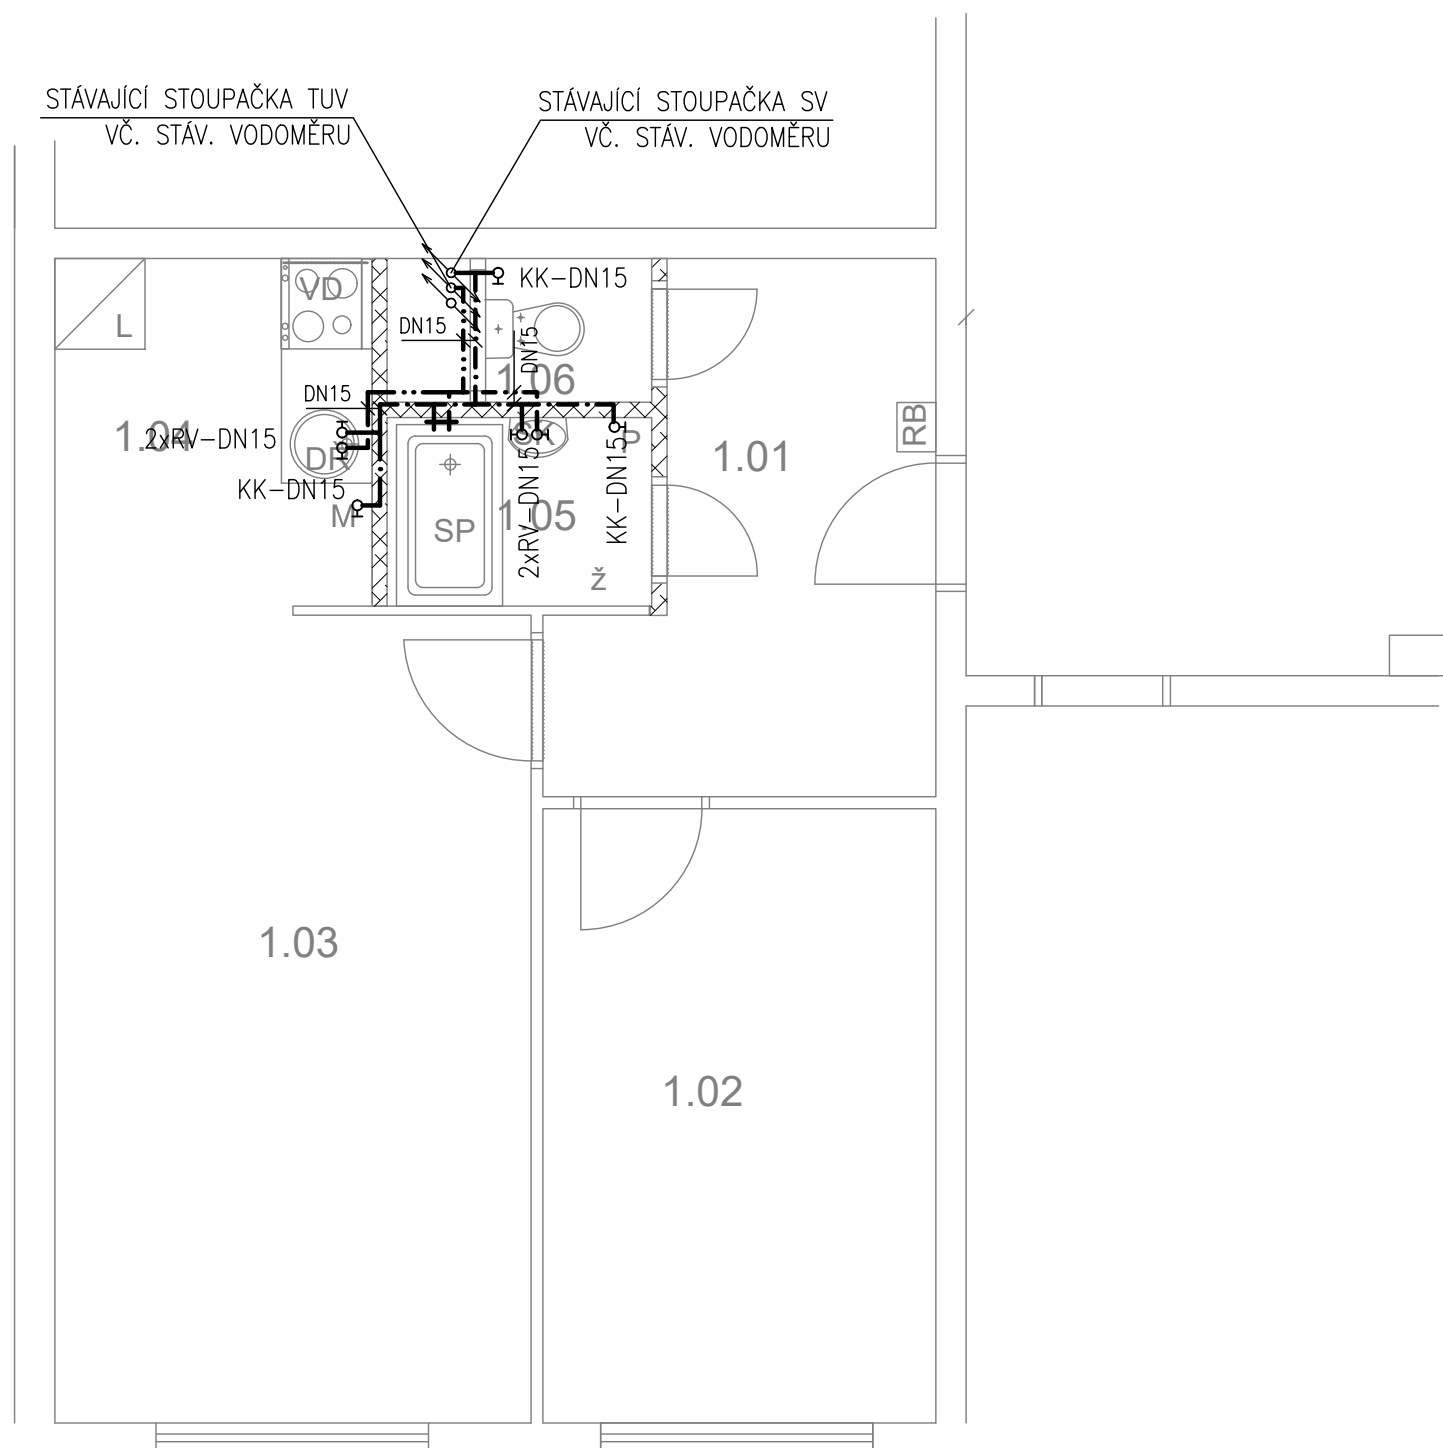 STÁVAJÍCÍ STOUPAČKA TUV
VČ. STÁV. VODOMĚRU
STÁVAJÍCÍ STOUPAČKA SV
VČ. STÁV. VODOMĚRU
KK-DN15
VD
L
DN15
DN15
1.06
DN15
1.04
2xRV-DN15
DŘ
SK
P
RB
1.01
KK-DN15
M
SP
1.05
2xRV-DN15
KK-DN15
ž
1.03
1.02